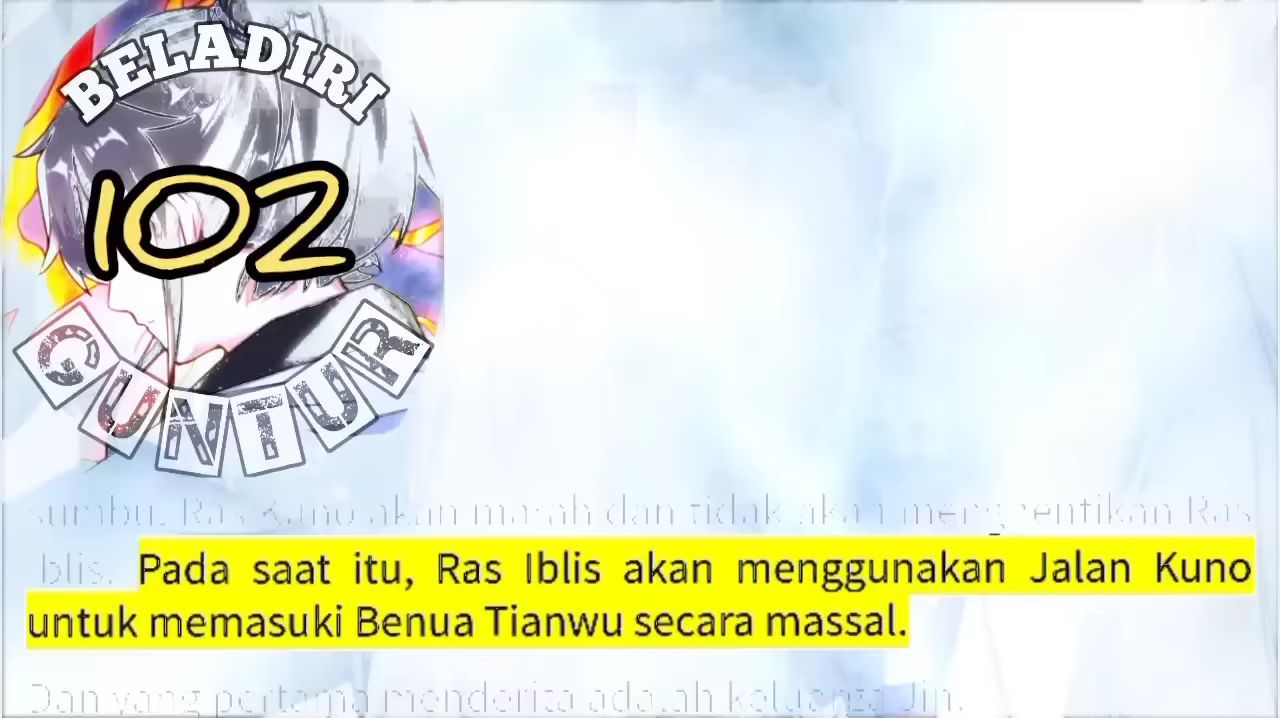 BELADIRI
102
GUNTUR
sumbu. Ras Kuno akan marah dan tidak akan menghentikan Ras
Iblis. Pada saat itu, Ras Iblis akan menggunakan Jalan Kuno
untuk memasuki Benua Tianwu secara massal.
Dan yang pertama menderita adalah keluarga Jin.